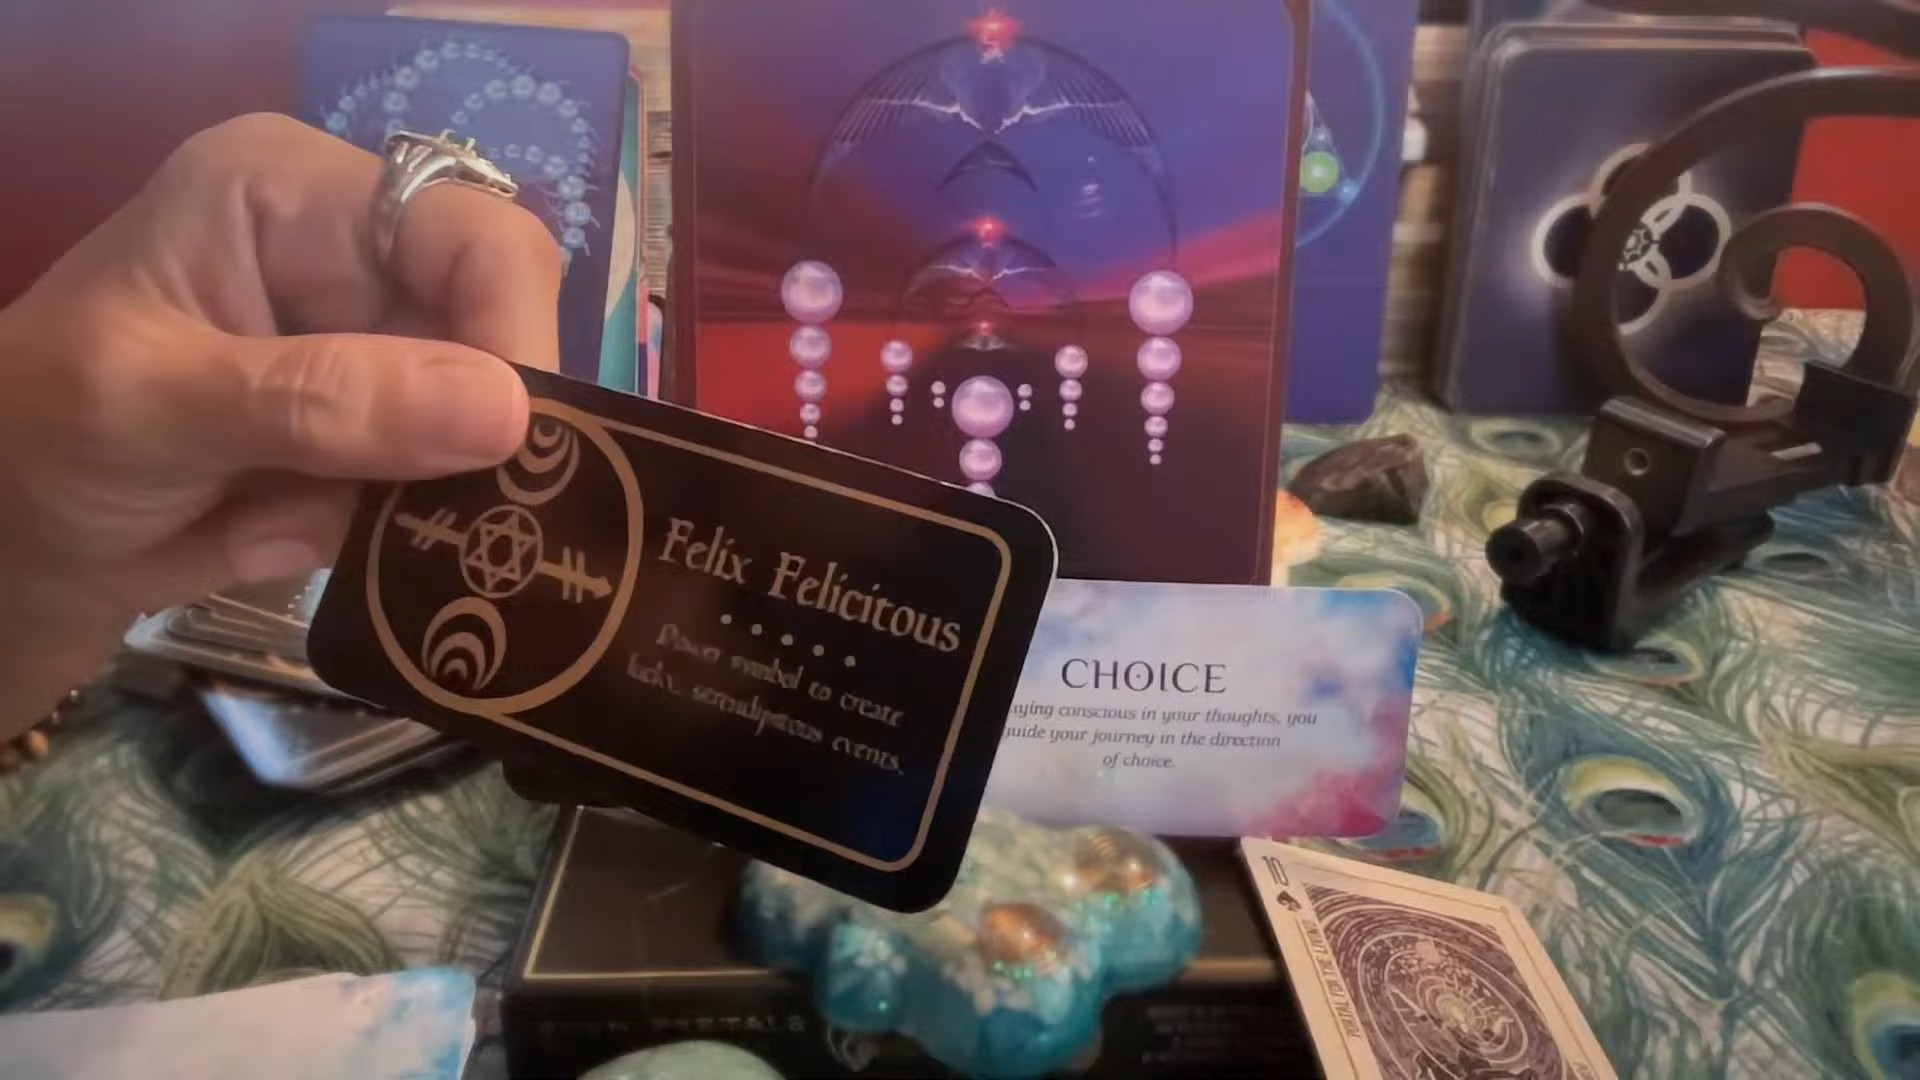 Felix Felicitous
Power symbol to create
lucky, serendipitous events.
CHOICE
aying conscious in your thoughts, you
guide your journey in the direction
of choice.
10